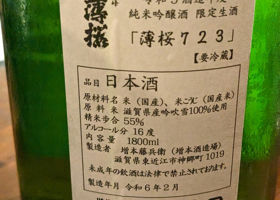 令和5酒造年度
薄桜
純米吟醸酒 限定生酒
「薄桜723」
【要冷蔵】
品目 日本酒
原材料名 米(国産)、米こうじ(国産米)
原料米 滋賀県産吟吹雪100%使用
精米歩合 55%
アルコール分 16度
内容量 1800ml
製造者 増本藤兵衛(増本酒造場)
滋賀県東近江市神郷町1019
未成年の飲酒は法律で禁止されております。
製造年月 令和6年2月